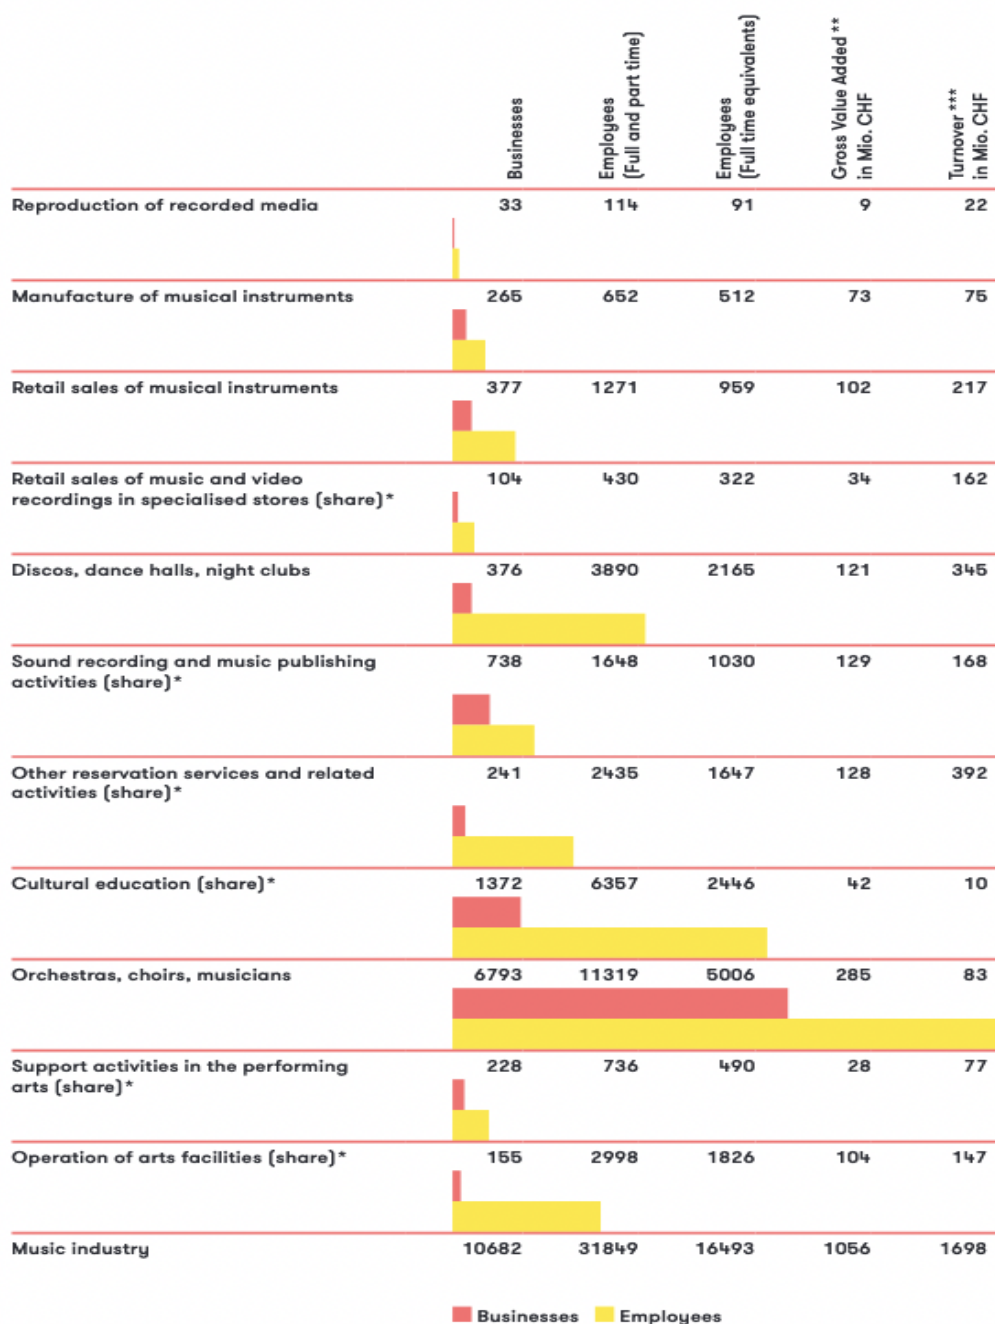 Businesses
Employees
(Full and part time)
Employees
(Full time equivalents)
Gross Value Added **
in Mio. CHF
Turnover ***
in Mio. CHF
Reproduction of recorded media 33 114 91 9 22
Manufacture of musical instruments 265 652 512 73 75
Retail sales of musical instruments 377 1271 959 102 217
Retail sales of music and video 104 430 322 34 162
recordings in specialised stores (share)*
Discos, dance halls, night clubs 376 3890 2165 121 345
Sound recording and music publishing 738 1648 1030 129 168
activities (share)*
Other reservation services and related 241 2435 1647 128 392
activities (share)*
Cultural education (share)* 1372 6357 2446 42 10
Orchestras, choirs, musicians 6793 11319 5006 285 83
Support activities in the performing 228 736 490 28 77
arts (share)*
Operation of arts facilities (share)* 155 2998 1826 104 147
Music industry 10682 31849 16493 1056 1698
Businesses Employees